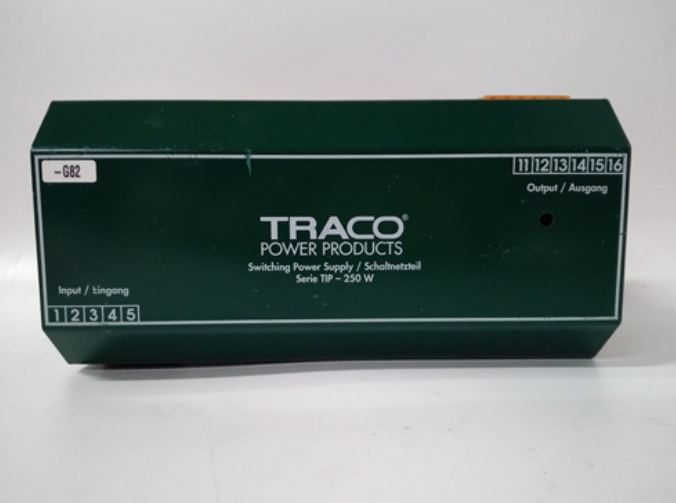 -G82
11 12 13 14 15 16
Output / Ausgang
TRACO®
POWER PRODUCTS
Switching Power Supply / Schaltnetzteil
Serie TIP – 250 W
Input / Eingang
1 2 3 4 5